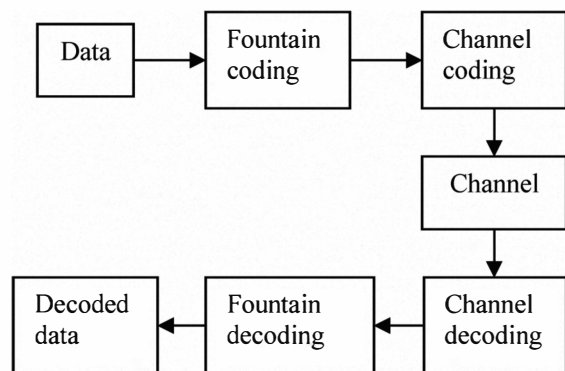 Data
Fountain
coding
Channel
coding
Channel
Channel
decoding
Fountain
decoding
Decoded
data